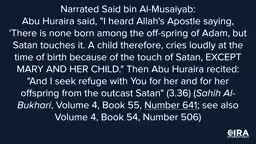 Narrated Said bin Al-Musaiyab:
Abu Huraira said, "I heard Allah's Apostle saying,
'There is none born among the off-spring of Adam, but
Satan touches it. A child therefore, cries loudly at the
time of birth because of the touch of Satan, EXCEPT
MARY AND HER CHILD." Then Abu Huraira recited:
"And I seek refuge with You for her and for her
offspring from the outcast Satan" (3.36) (Sahih Al-
Bukhari, Volume 4, Book 55, Number 641; see also
Volume 4, Book 54, Number 506)
CIRA